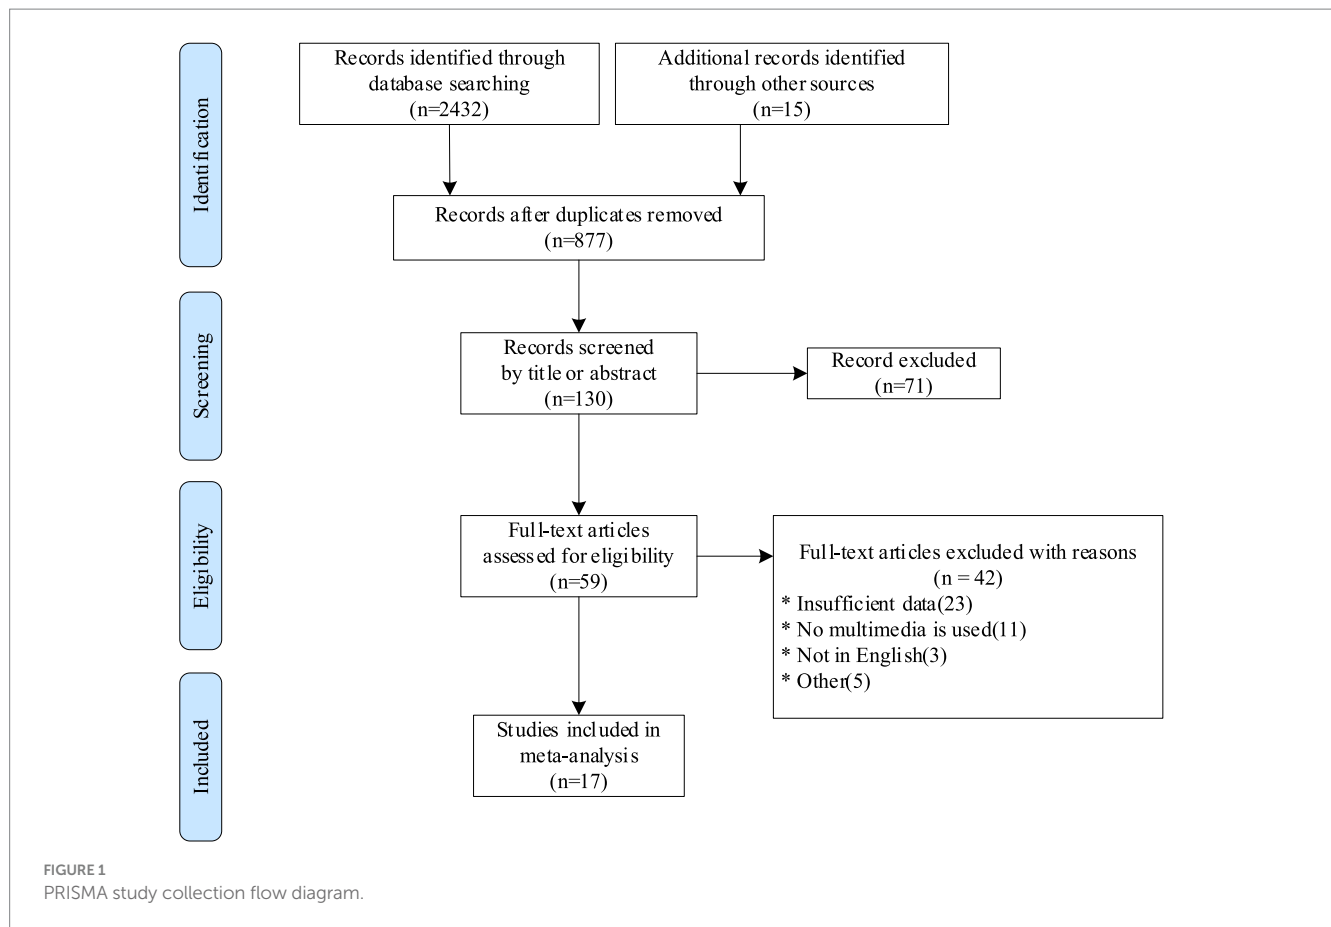 Identification
Records identified through
database searching
(n=2432)
Additional records identified
through other sources
(n=15)
Records after duplicates removed
(n=877)
Screening
Records screened
by title or abstract
(n=130)
Record excluded
(n=71)
Eligibility
Full-text articles
assessed for eligibility
(n=59)
Full-text articles excluded with reasons
(n = 42)
* Insufficient data(23)
* No multimedia is used(11)
* Not in English(3)
* Other(5)
Included
Studies included in
meta-analysis
(n=17)
FIGURE 1
PRISMA study collection flow diagram.